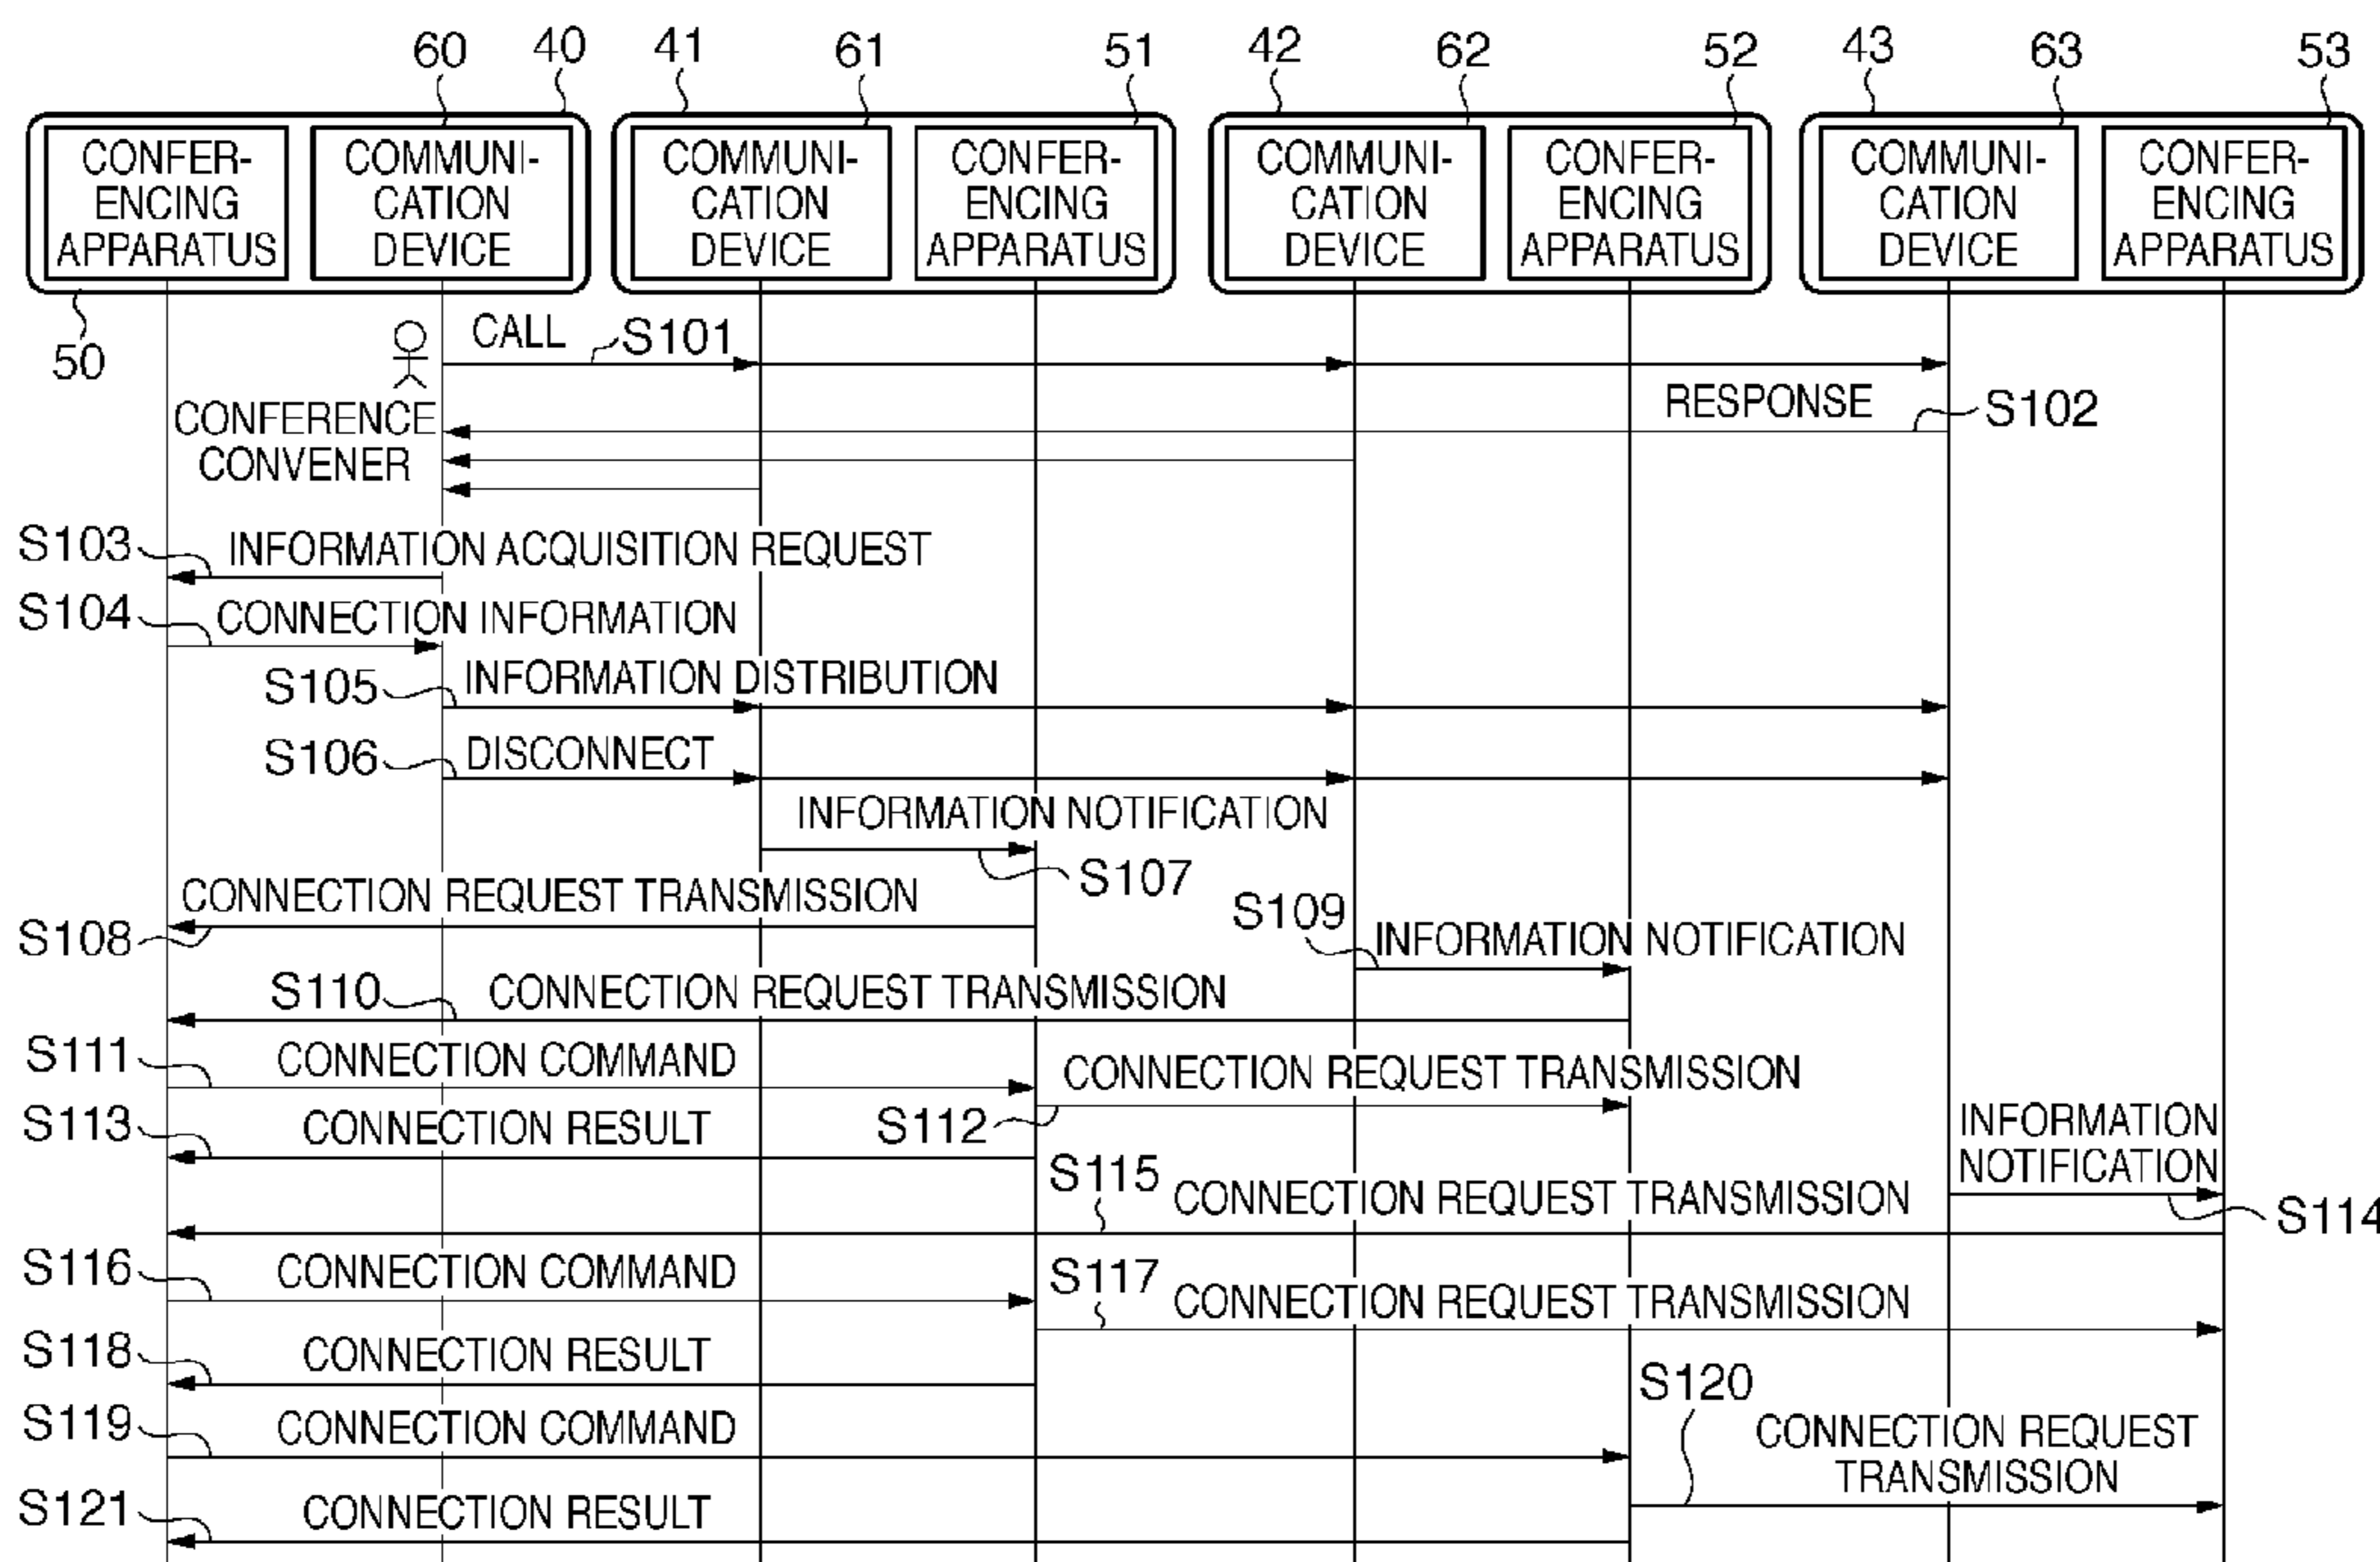 60 40 41 61 51 42 62 52 43 63 53
CONFER-
ENCING
APPARATUS
COMMUNI-
CATION
DEVICE
COMMUNI-
CATION
DEVICE
CONFER-
ENCING
APPARATUS
COMMUNI-
CATION
DEVICE
CONFER-
ENCING
APPARATUS
COMMUNI-
CATION
DEVICE
CONFER-
ENCING
APPARATUS
50
CALL S101
RESPONSE S102
CONFERENCE
CONVENER
S103 INFORMATION ACQUISITION REQUEST
S104 CONNECTION INFORMATION
S105 INFORMATION DISTRIBUTION
S106 DISCONNECT
INFORMATION NOTIFICATION
S107
CONNECTION REQUEST TRANSMISSION
S108
S109
INFORMATION NOTIFICATION
S110 CONNECTION REQUEST TRANSMISSION
S111 CONNECTION COMMAND
CONNECTION REQUEST TRANSMISSION
S112
S113 CONNECTION RESULT
INFORMATION
NOTIFICATION
S114
S115 CONNECTION REQUEST TRANSMISSION
S116 CONNECTION COMMAND
S117 CONNECTION REQUEST TRANSMISSION
S118 CONNECTION RESULT
S119 CONNECTION COMMAND
S120
CONNECTION REQUEST
TRANSMISSION
S121 CONNECTION RESULT